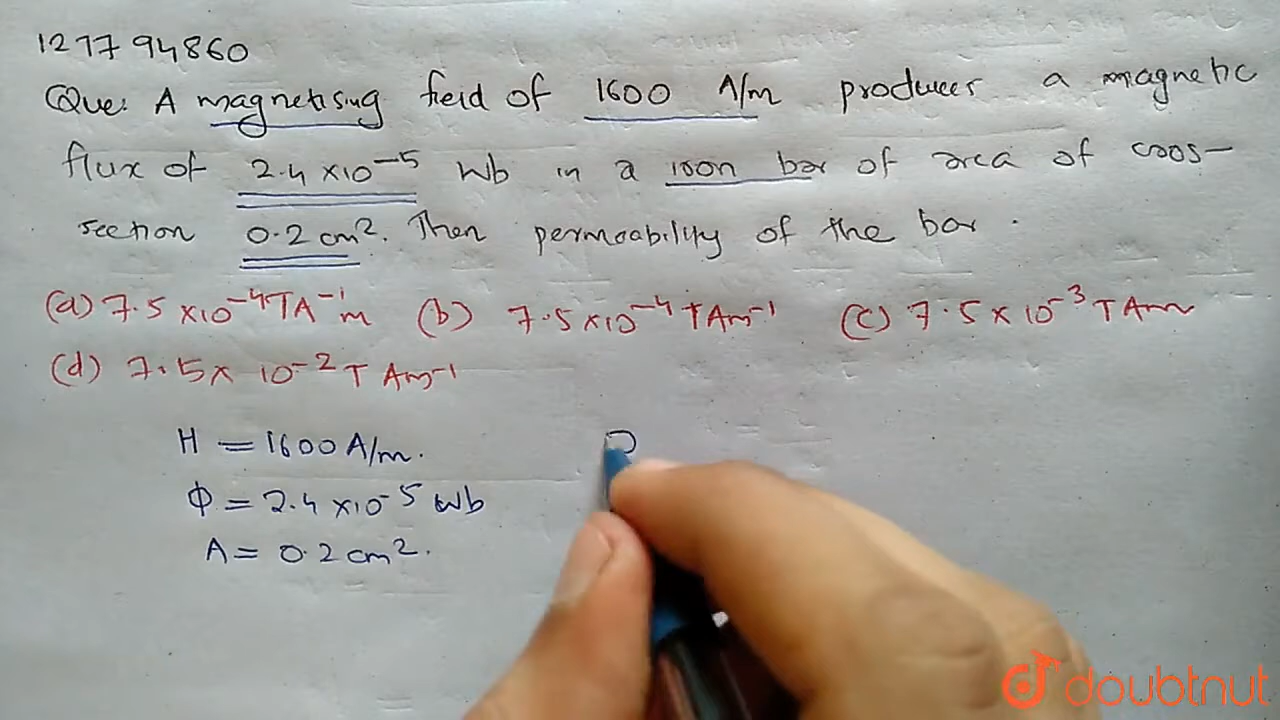 127794860
Que: A magnetising field of 1600 A/m produces a magnetic
flux of 2.4 ×10⁻⁵ Wb in a iron bar of area of cross-
section 0.2 cm². Then permeability of the bar.
(a) 7.5 ×10⁻⁴ TA⁻¹m (b) 7.5 ×10⁻⁴ TAm⁻¹ (c) 7.5 × 10⁻³ TAm
(d) 7.5 × 10⁻² T Am⁻¹
H = 1600 A/m.
Φ = 2.4 ×10⁻⁵ Wb
A = 0.2 cm².
doubtnut